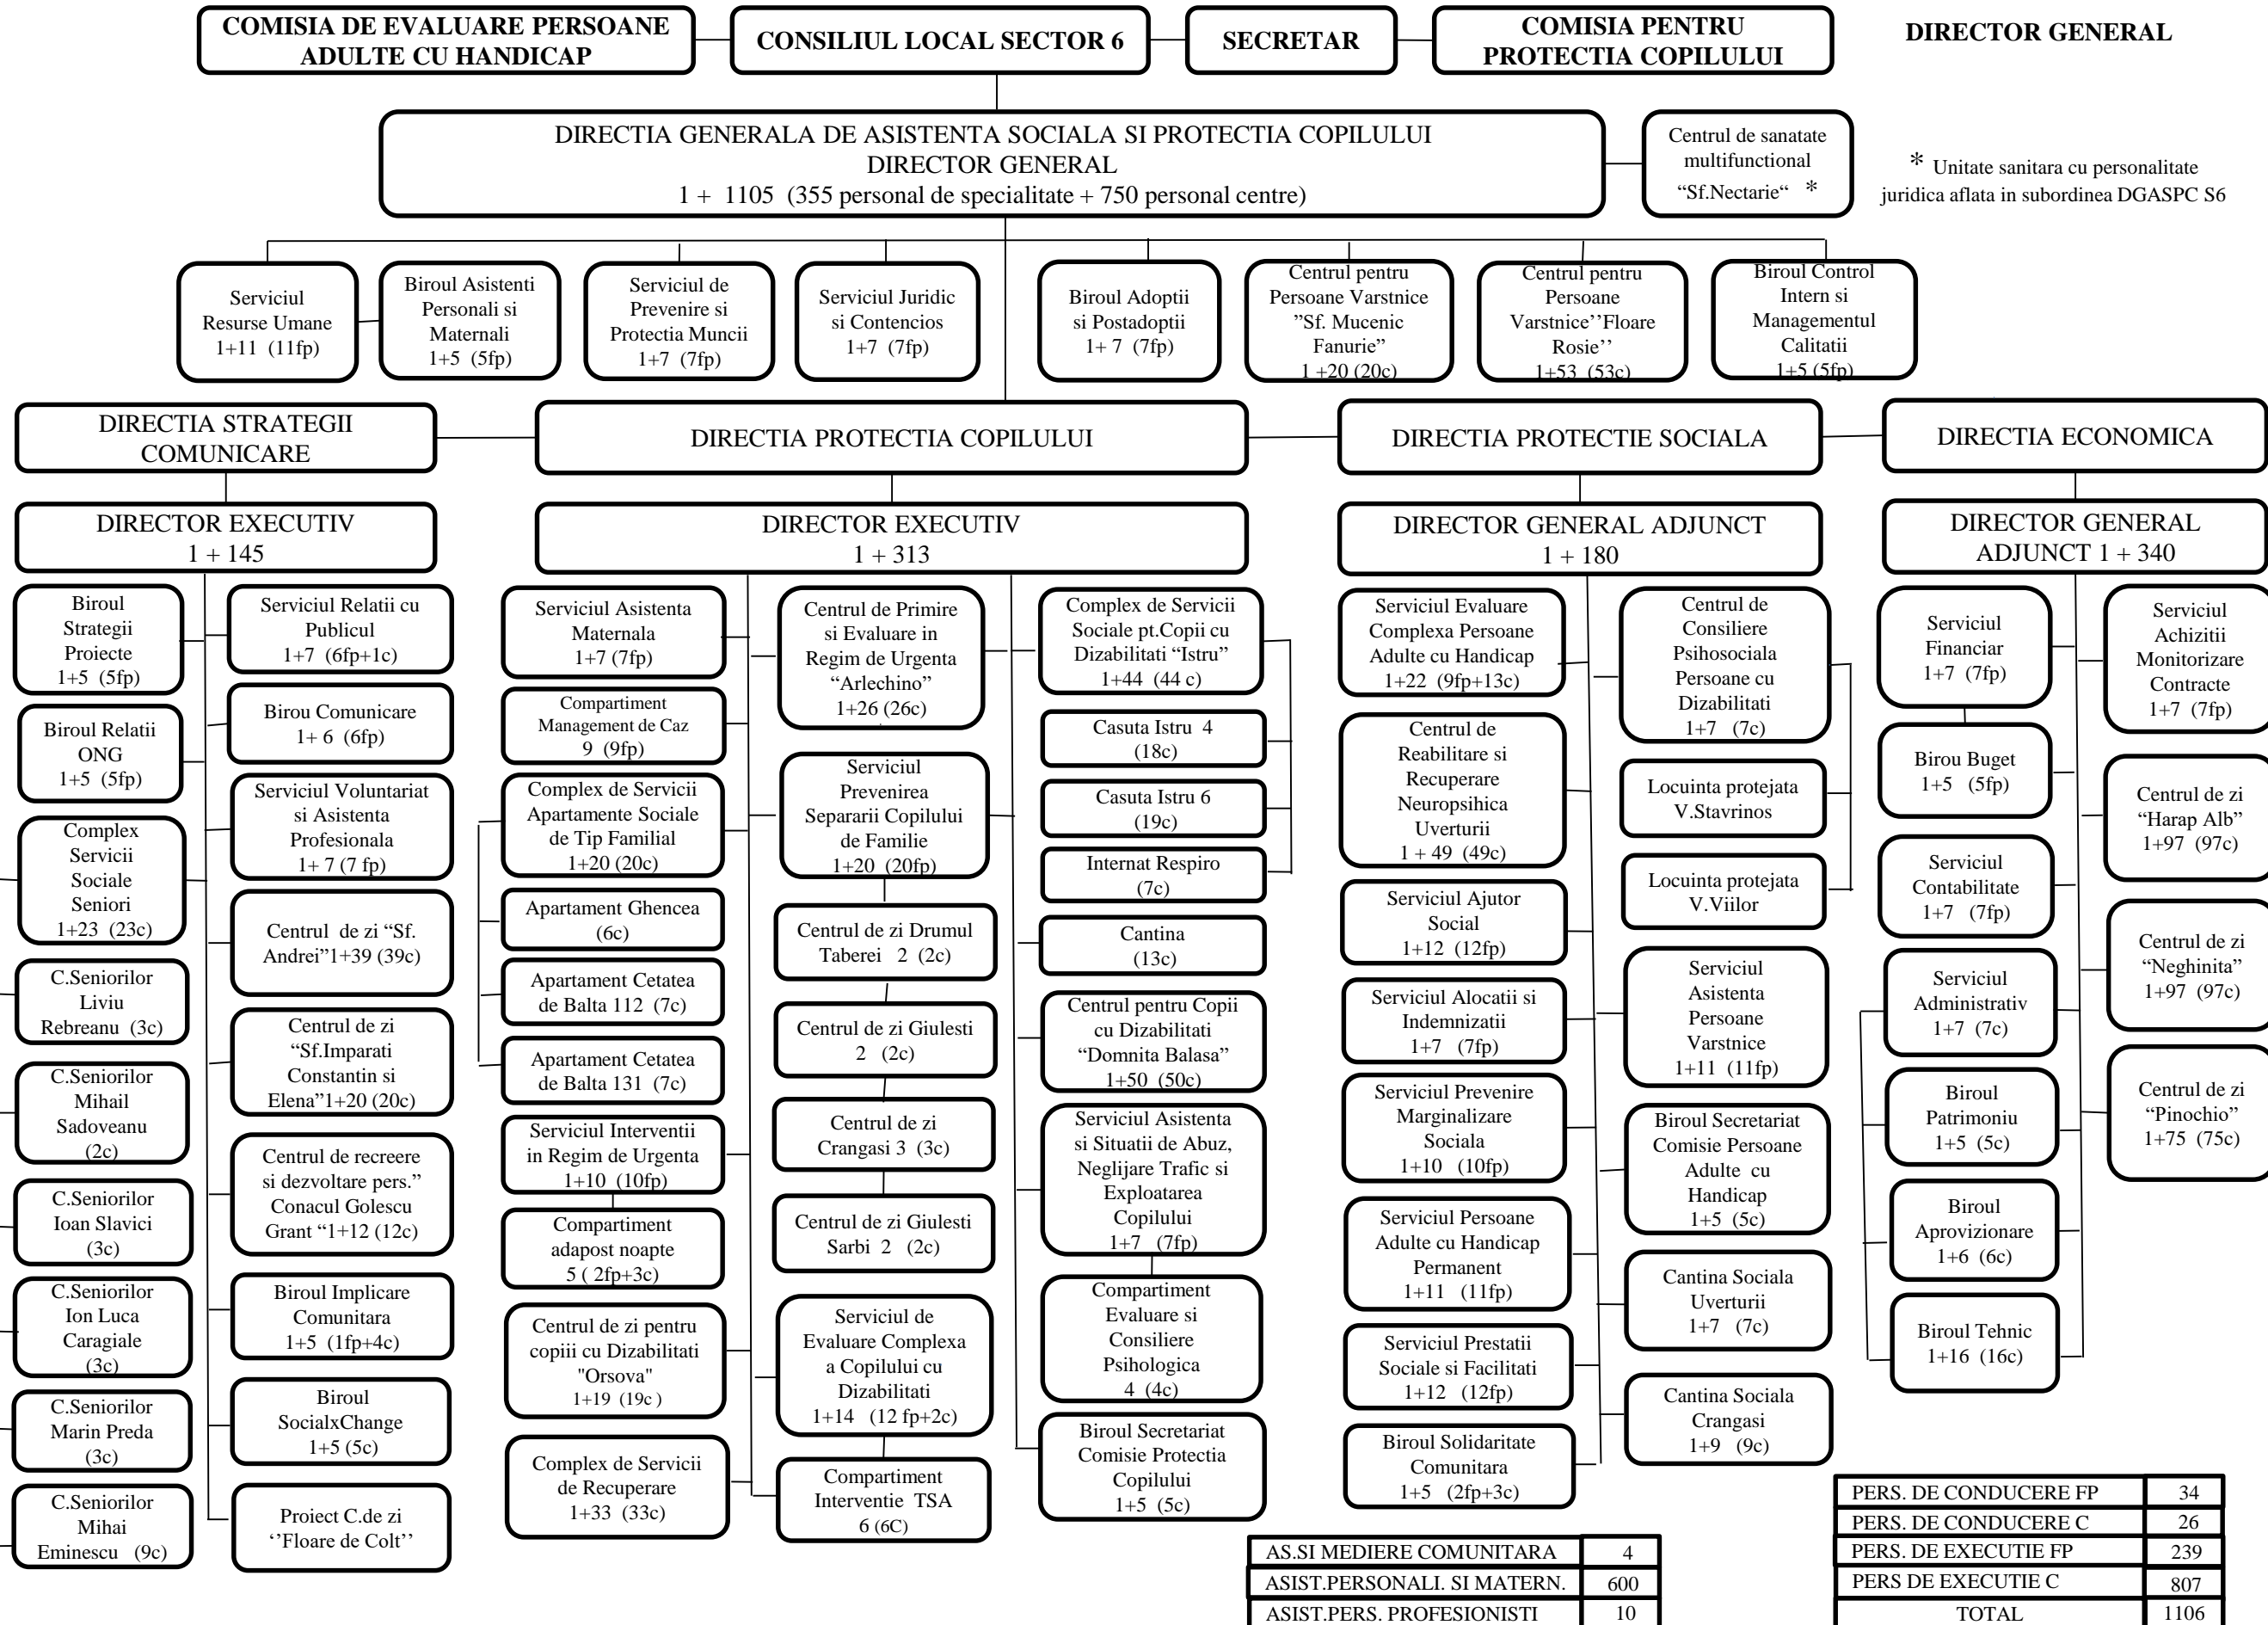 COMISIA DE EVALUARE PERSOANE
ADULTE CU HANDICAP
CONSILIUL LOCAL SECTOR 6
SECRETAR
COMISIA PENTRU
PROTECTIA COPILULUI
DIRECTOR GENERAL
DIRECTIA GENERALA DE ASISTENTA SOCIALA SI PROTECTIA COPILULUI
DIRECTOR GENERAL
1 + 1105 (355 personal de specialitate + 750 personal centre)
Centrul de sanatate
multifunctional
“Sf.Nectarie“ *
* Unitate sanitara cu personalitate
juridica aflata in subordinea DGASPC S6
Serviciul
Resurse Umane
1+11 (11fp)
Biroul Asistenti
Personali si
Maternali
1+5 (5fp)
Serviciul de
Prevenire si
Protectia Muncii
1+7 (7fp)
Serviciul Juridic
si Contencios
1+7 (7fp)
Biroul Adoptii
si Postadoptii
1+ 7 (7fp)
Centrul pentru
Persoane Varstnice
”Sf. Mucenic
Fanurie”
1 +20 (20c)
Centrul pentru
Persoane
Varstnice’’Floare
Rosie’’
1+53 (53c)
Biroul Control
Intern si
Managementul
Calitatii
1+5 (5fp)
DIRECTIA STRATEGII
COMUNICARE
DIRECTIA PROTECTIA COPILULUI
DIRECTIA PROTECTIE SOCIALA
DIRECTIA ECONOMICA
DIRECTOR EXECUTIV
1 + 145
DIRECTOR EXECUTIV
1 + 313
DIRECTOR GENERAL ADJUNCT
1 + 180
DIRECTOR GENERAL
ADJUNCT 1 + 340
Biroul
Strategii
Proiecte
1+5 (5fp)
Biroul Relatii
ONG
1+5 (5fp)
Complex
Servicii
Sociale
Seniori
1+23 (23c)
C.Seniorilor
Liviu
Rebreanu (3c)
C.Seniorilor
Mihail
Sadoveanu
(2c)
C.Seniorilor
Ioan Slavici
(3c)
C.Seniorilor
Ion Luca
Caragiale
(3c)
C.Seniorilor
Marin Preda
(3c)
C.Seniorilor
Mihai
Eminescu (9c)
Serviciul Relatii cu
Publicul
1+7 (6fp+1c)
Birou Comunicare
1+ 6 (6fp)
Serviciul Voluntariat
si Asistenta
Profesionala
1+ 7 (7 fp)
Centrul de zi “Sf.
Andrei”1+39 (39c)
Centrul de zi
“Sf.Imparati
Constantin si
Elena”1+20 (20c)
Centrul de recreere
si dezvoltare pers.”
Conacul Golescu
Grant “1+12 (12c)
Biroul Implicare
Comunitara
1+5 (1fp+4c)
Biroul
SocialxChange
1+5 (5c)
Proiect C.de zi
‘’Floare de Colt’’
Serviciul Asistenta
Maternala
1+7 (7fp)
Compartiment
Management de Caz
9 (9fp)
Complex de Servicii
Apartamente Sociale
de Tip Familial
1+20 (20c)
Apartament Ghencea
(6c)
Apartament Cetatea
de Balta 112 (7c)
Apartament Cetatea
de Balta 131 (7c)
Serviciul Interventii
in Regim de Urgenta
1+10 (10fp)
Compartiment
adapost noapte
5 ( 2fp+3c)
Centrul de zi pentru
copiii cu Dizabilitati
"Orsova"
1+19 (19c )
Complex de Servicii
de Recuperare
1+33 (33c)
Centrul de Primire
si Evaluare in
Regim de Urgenta
“Arlechino”
1+26 (26c)
Serviciul
Prevenirea
Separarii Copilului
de Familie
1+20 (20fp)
Centrul de zi Drumul
Taberei 2 (2c)
Centrul de zi Giulesti
2 (2c)
Centrul de zi
Crangasi 3 (3c)
Centrul de zi Giulesti
Sarbi 2 (2c)
Serviciul de
Evaluare Complexa
a Copilului cu
Dizabilitati
1+14 (12 fp+2c)
Compartiment
Interventie TSA
6 (6C)
Complex de Servicii
Sociale pt.Copii cu
Dizabilitati “Istru”
1+44 (44 c)
Casuta Istru 4
(18c)
Casuta Istru 6
(19c)
Internat Respiro
(7c)
Cantina
(13c)
Centrul pentru Copii
cu Dizabilitati
“Domnita Balasa”
1+50 (50c)
Serviciul Asistenta
si Situatii de Abuz,
Neglijare Trafic si
Exploatarea
Copilului
1+7 (7fp)
Compartiment
Evaluare si
Consiliere
Psihologica
4 (4c)
Biroul Secretariat
Comisie Protectia
Copilului
1+5 (5c)
Serviciul Evaluare
Complexa Persoane
Adulte cu Handicap
1+22 (9fp+13c)
Centrul de
Reabilitare si
Recuperare
Neuropsihica
Uverturii
1 + 49 (49c)
Serviciul Ajutor
Social
1+12 (12fp)
Serviciul Alocatii si
Indemnizatii
1+7 (7fp)
Serviciul Prevenire
Marginalizare
Sociala
1+10 (10fp)
Serviciul Persoane
Adulte cu Handicap
Permanent
1+11 (11fp)
Serviciul Prestatii
Sociale si Facilitati
1+12 (12fp)
Biroul Solidaritate
Comunitara
1+5 (2fp+3c)
Centrul de
Consiliere
Psihosociala
Persoane cu
Dizabilitati
1+7 (7c)
Locuinta protejata
V.Stavrinos
Locuinta protejata
V.Viilor
Serviciul
Asistenta
Persoane
Varstnice
1+11 (11fp)
Biroul Secretariat
Comisie Persoane
Adulte cu
Handicap
1+5 (5c)
Cantina Sociala
Uverturii
1+7 (7c)
Cantina Sociala
Crangasi
1+9 (9c)
Serviciul
Financiar
1+7 (7fp)
Birou Buget
1+5 (5fp)
Serviciul
Contabilitate
1+7 (7fp)
Serviciul
Administrativ
1+7 (7c)
Biroul
Patrimoniu
1+5 (5c)
Biroul
Aprovizionare
1+6 (6c)
Biroul Tehnic
1+16 (16c)
Serviciul
Achizitii
Monitorizare
Contracte
1+7 (7fp)
Centrul de zi
“Harap Alb”
1+97 (97c)
Centrul de zi
“Neghinita”
1+97 (97c)
Centrul de zi
“Pinochio”
1+75 (75c)
AS.SI MEDIERE COMUNITARA 4
ASIST.PERSONALI. SI MATERN. 600
ASIST.PERS. PROFESIONISTI 10
PERS. DE CONDUCERE FP 34
PERS. DE CONDUCERE C 26
PERS. DE EXECUTIE FP 239
PERS DE EXECUTIE C 807
TOTAL 1106